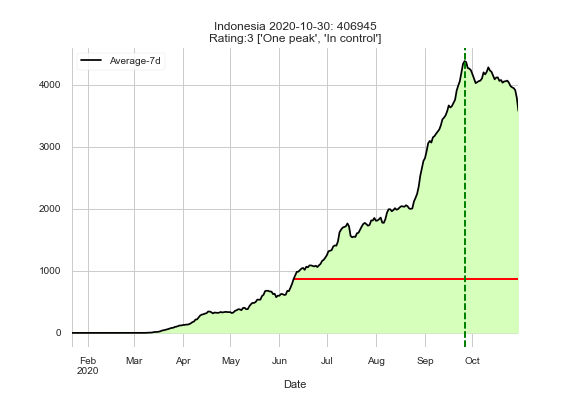 Indonesia 2020-10-30: 406945
Rating:3 ['One peak', 'In control']
Average-7d
4000
3000
2000
1000
0
Feb Mar Apr May Jun Jul Aug Sep Oct
2020
Date